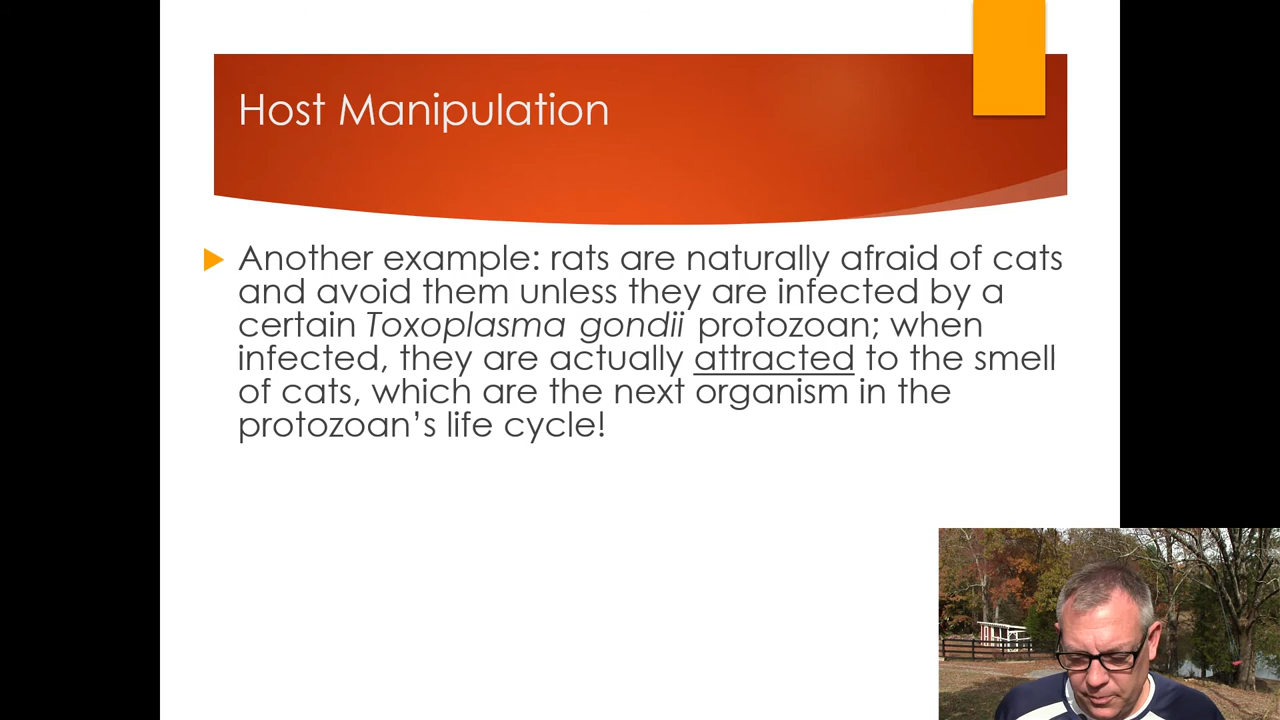 Host Manipulation
Another example: rats are naturally afraid of cats
and avoid them unless they are infected by a
certain Toxoplasma gondii protozoan; when
infected, they are actually attracted to the smell
of cats, which are the next organism in the
protozoan’s life cycle!